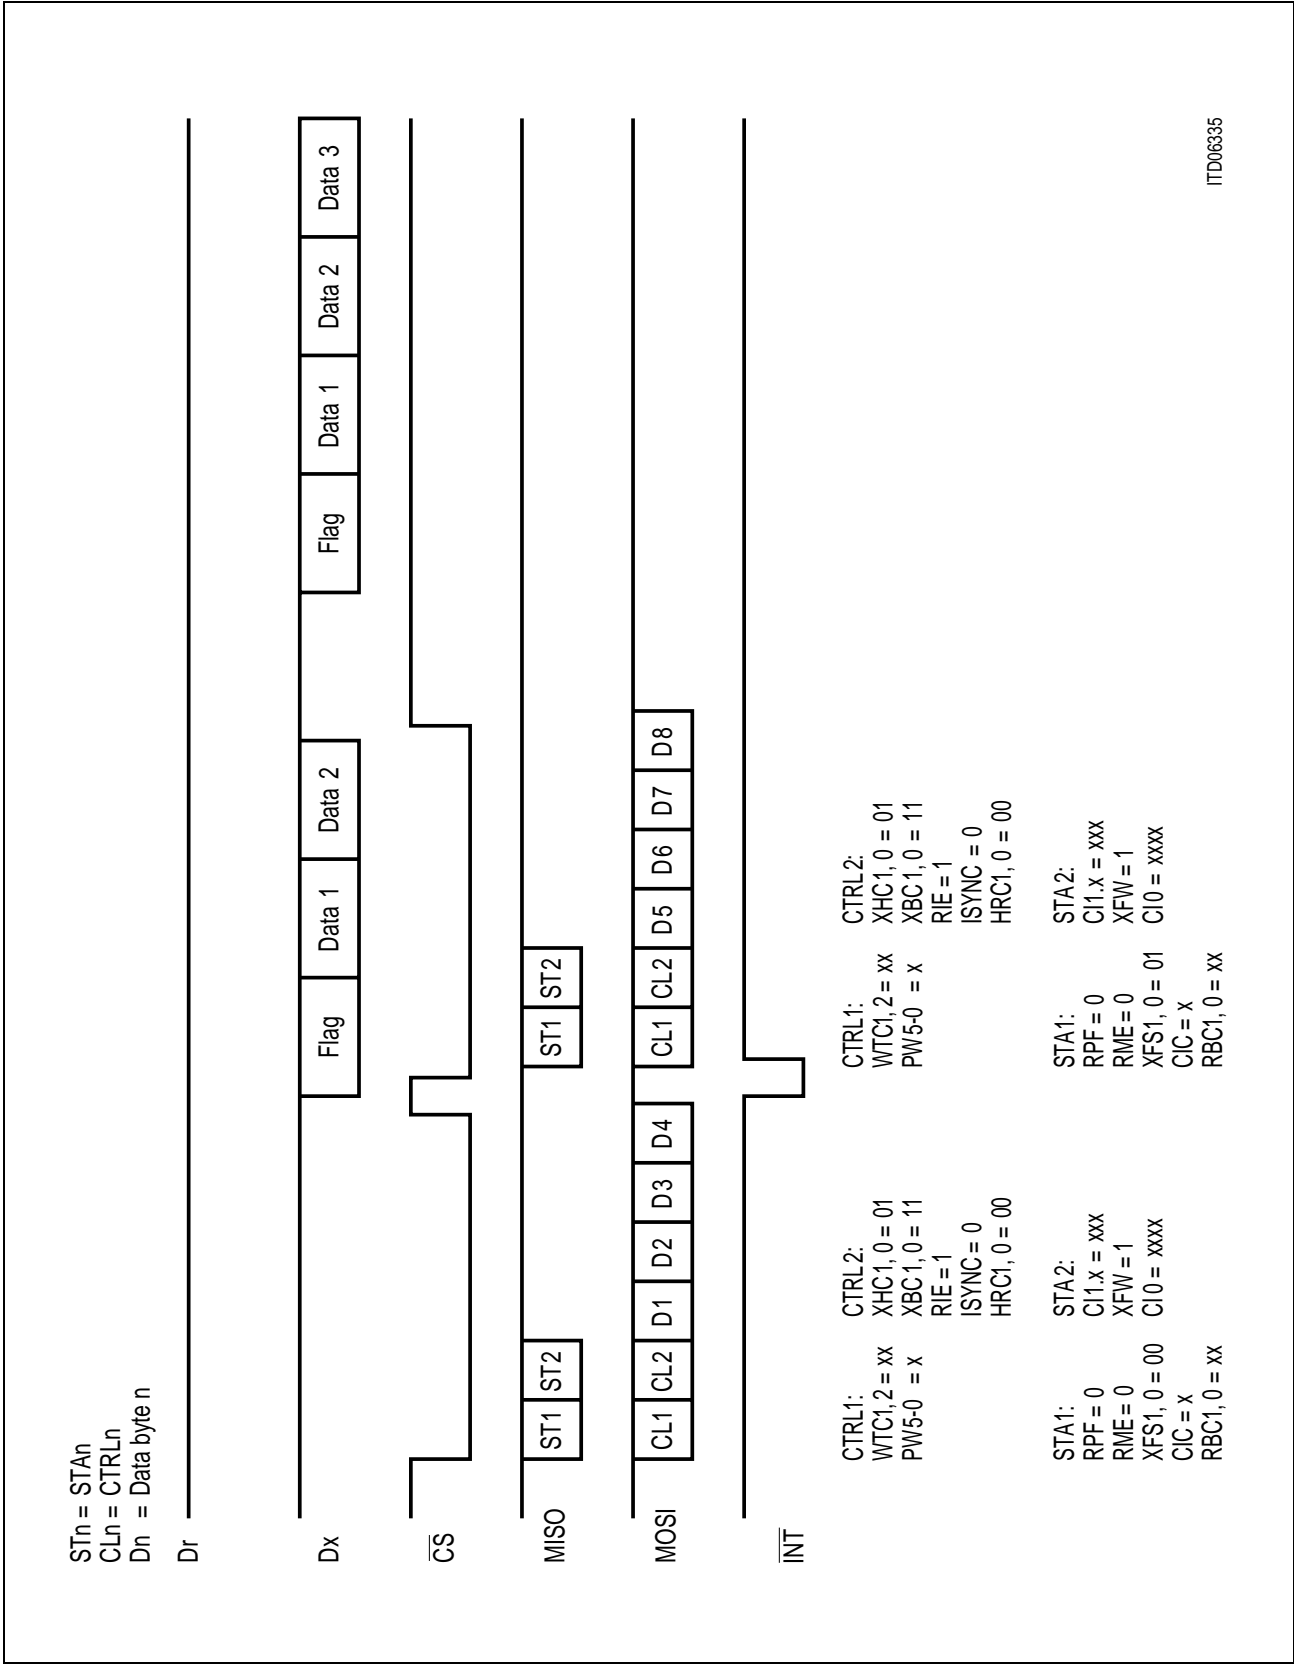 STn = STAn
CLn = CTRLn
Dn = Data byte n
Dr
Dx
Flag
Data 1
Data 2
Flag
Data 1
Data 2
Data 3
CS
MISO
ST1
ST2
ST1
ST2
MOSI
CL1
CL2
D1
D2
D3
D4
CL1
CL2
D5
D6
D7
D8
INT
CTRL1:
WTC1, 2 = xx
PW5-0 = x
CTRL2:
XHC1, 0 = 01
XBC1, 0 = 11
RIE = 1
ISYNC = 0
HRC1, 0 = 00
CTRL1:
WTC1, 2 = xx
PW5-0 = x
CTRL2:
XHC1, 0 = 01
XBC1, 0 = 11
RIE = 1
ISYNC = 0
HRC1, 0 = 00
STA1:
RPF = 0
RME = 0
XFS1, 0 = 00
CIC = x
RBC1, 0 = xx
STA2:
CI1.x = xxx
XFW = 1
CI0 = xxxx
STA1:
RPF = 0
RME = 0
XFS1, 0 = 01
CIC = x
RBC1, 0 = xx
STA2:
CI1.x = xxx
XFW = 1
CI0 = xxxx
ITD06335